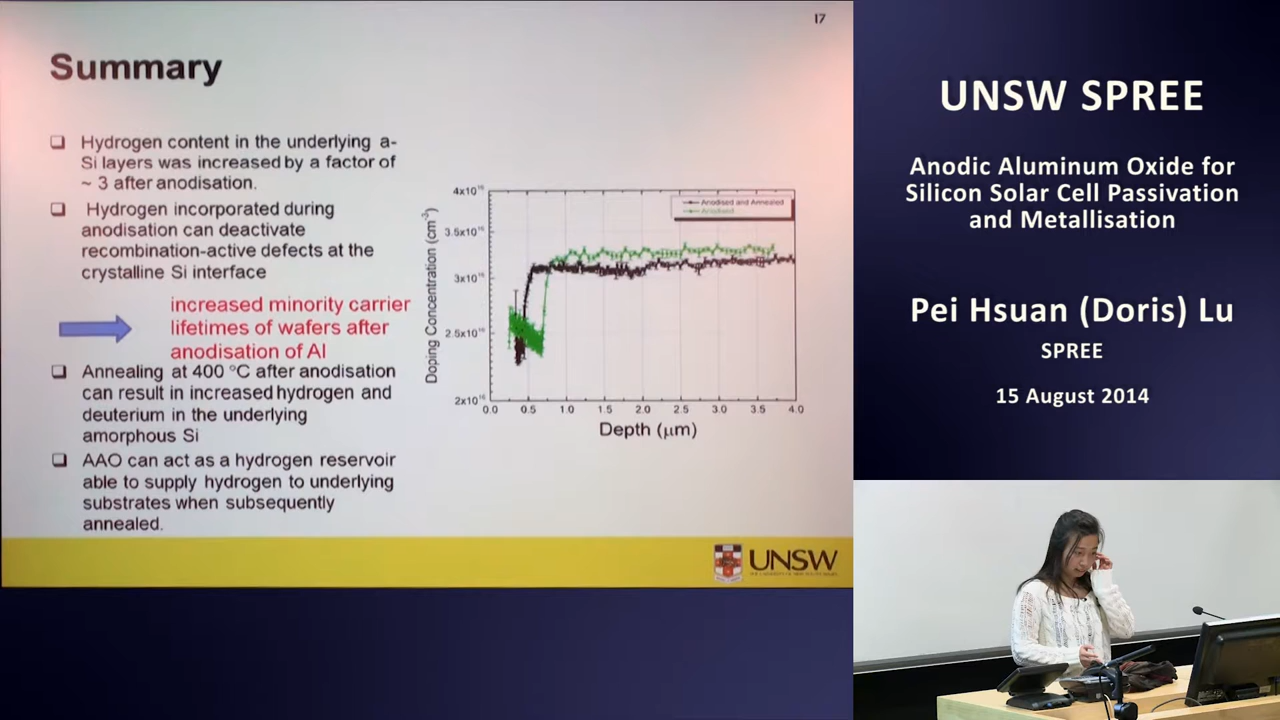 17
Summary
Hydrogen content in the underlying a-
Si layers was increased by a factor of
~ 3 after anodisation.
Hydrogen incorporated during
anodisation can deactivate
recombination-active defects at the
crystalline Si interface
increased minority carrier
lifetimes of wafers after
anodisation of Al
Annealing at 400 °C after anodisation
can result in increased hydrogen and
deuterium in the underlying
amorphous Si
AAO can act as a hydrogen reservoir
able to supply hydrogen to underlying
substrates when subsequently
annealed.
Anodised and Annealed
Anodised
Doping Concentration (cm⁻³)
4x10¹⁶
3.5x10¹⁶
3x10¹⁶
2.5x10¹⁶
2x10¹⁶
0.0 0.5 1.0 1.5 2.0 2.5 3.0 3.5 4.0
Depth (μm)
UNSW
UNSW SPREE
Anodic Aluminum Oxide for
Silicon Solar Cell Passivation
and Metallisation
Pei Hsuan (Doris) Lu
SPREE
15 August 2014